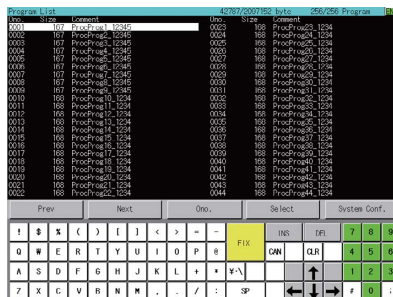 Program List 42787/2007152 byte 256/256 Program
Ono. Size Comment Ono. Size Comment
0001 167 ProcProg1_12345 0023 168 ProcProg23_1234
0002 167 ProcProg2_12345 0024 168 ProcProg24_1234
0003 167 ProcProg3_12345 0025 168 ProcProg25_1234
0004 167 ProcProg4_12345 0026 168 ProcProg26_1234
0005 167 ProcProg5_12345 0027 168 ProcProg27_1234
0006 167 ProcProg6_12345 0028 168 ProcProg28_1234
0007 167 ProcProg7_12345 0029 168 ProcProg29_1234
0008 167 ProcProg8_12345 0030 168 ProcProg30_1234
0009 167 ProcProg9_12345 0031 168 ProcProg31_1234
0010 168 ProcProg10_1234 0032 168 ProcProg32_1234
0011 168 ProcProg11_1234 0033 168 ProcProg33_1234
0012 168 ProcProg12_1234 0034 168 ProcProg34_1234
0013 168 ProcProg13_1234 0035 168 ProcProg35_1234
0014 168 ProcProg14_1234 0036 168 ProcProg36_1234
0015 168 ProcProg15_1234 0037 168 ProcProg37_1234
0016 168 ProcProg16_1234 0038 168 ProcProg38_1234
0017 168 ProcProg17_1234 0039 168 ProcProg39_1234
0018 168 ProcProg18_1234 0040 168 ProcProg40_1234
0019 168 ProcProg19_1234 0041 168 ProcProg41_1234
0020 168 ProcProg20_1234 0042 168 ProcProg42_1234
0021 168 ProcProg21_1234 0043 168 ProcProg43_1234
0022 168 ProcProg22_1234 0044 168 ProcProg44_1234
Prev Next Ono. Select System Conf.
! $ % ( ) [ ] < > = - FIX INS DEL 7 8 9
Q W E R T Y U I O P @ CAN CLR 4 5 6
A S D F G H J K L + * ¥·\ ↑ 1 2 3
Z X C V B N M , . / : SP ← ↓ → # 0 ;